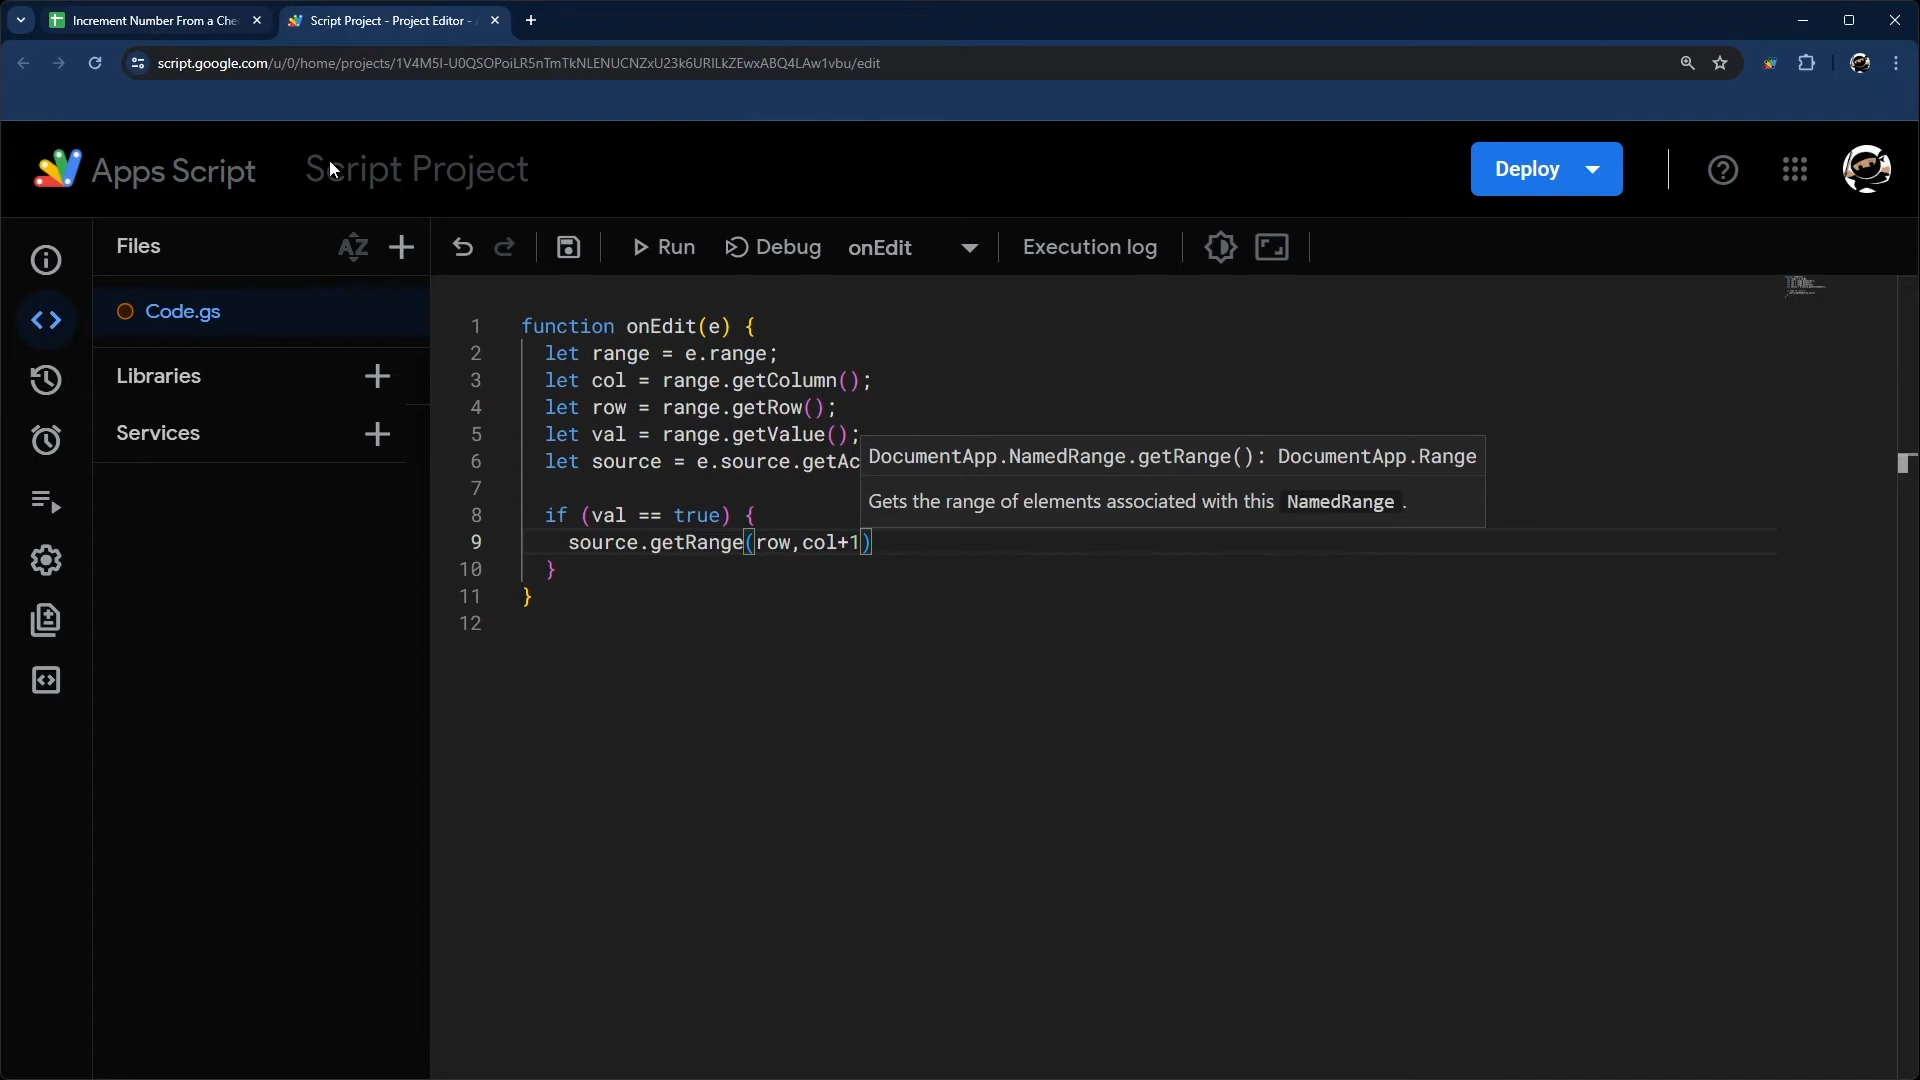 Increment Number From a Che
Script Project - Project Editor -
script.google.com/u/0/home/projects/1V4M5I-U0QSOPoiLR5nTmTkNLENUCNZxU23k6URILkZEwxABQ4LAw1vbu/edit
Apps Script
Script Project
Deploy
Files
AZ
Run
Debug
onEdit
Execution log
Code.gs
Libraries
Services
1 function onEdit(e) {
2 let range = e.range;
3 let col = range.getColumn();
4 let row = range.getRow();
5 let val = range.getValue();
6 let source = e.source.getAc
7
8 if (val == true) {
9 source.getRange(row,col+1)
10 }
11 }
12
DocumentApp.NamedRange.getRange(): DocumentApp.Range
Gets the range of elements associated with this NamedRange .